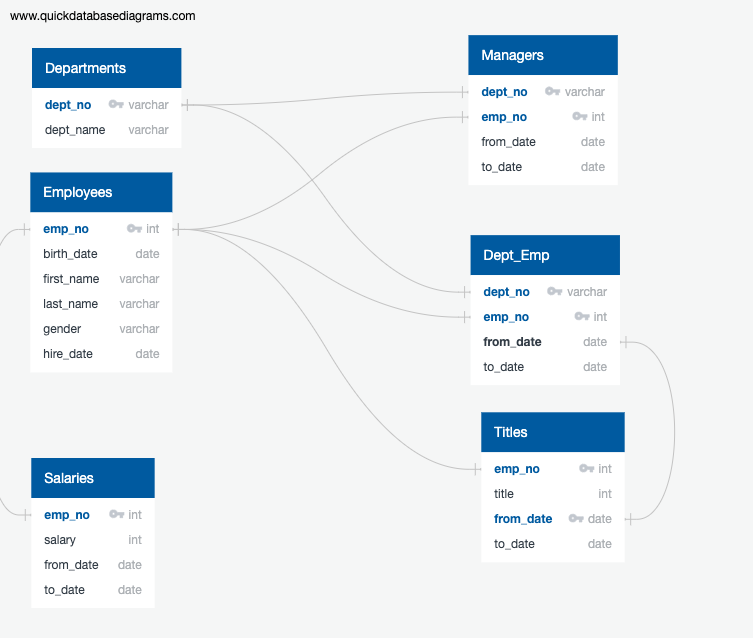 www.quickdatabasediagrams.com
Departments
dept_no varchar
dept_name varchar
Employees
emp_no int
birth_date date
first_name varchar
last_name varchar
gender varchar
hire_date date
Salaries
emp_no int
salary int
from_date date
to_date date
Managers
dept_no varchar
emp_no int
from_date date
to_date date
Dept_Emp
dept_no varchar
emp_no int
from_date date
to_date date
Titles
emp_no int
title int
from_date date
to_date date